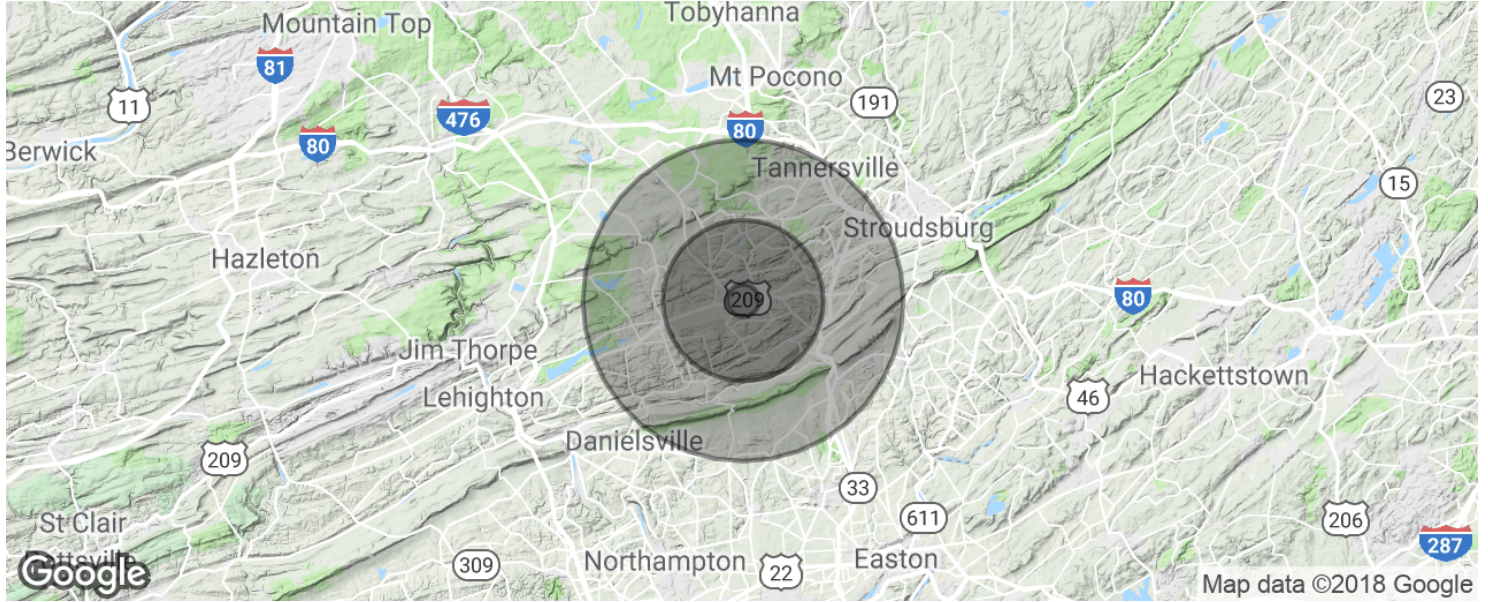 Mountain Top
Tobyhanna
81
Mt Pocono
11
476
191
23
80
80
Berwick
Tannersville
15
Stroudsburg
Hazleton
209
80
Jim Thorpe
Lehighton
Hackettstown
46
Danielsville
209
33
611
206
St Clair
Pottsville
287
309
Northampton
22
Easton
Google
Map data ©2018 Google